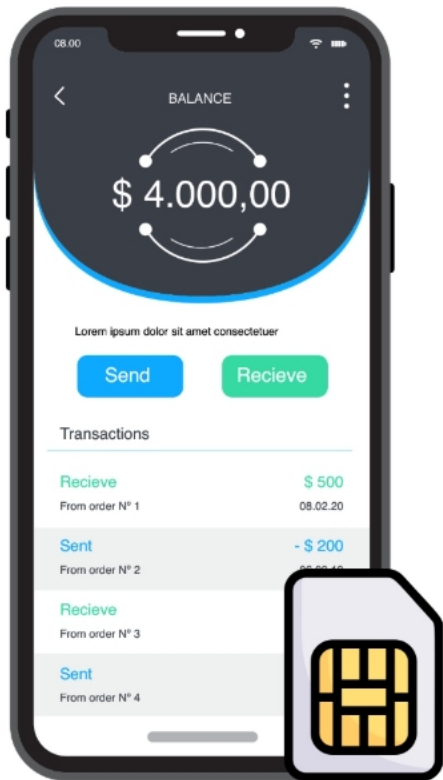 08.00
BALANCE
$ 4.000,00
Lorem ipsum dolor sit amet consectetuer
Send Recieve
Transactions
Recieve $ 500
From order N° 1 08.02.20
Sent - $ 200
From order N° 2
Recieve
From order N° 3
Sent
From order N° 4